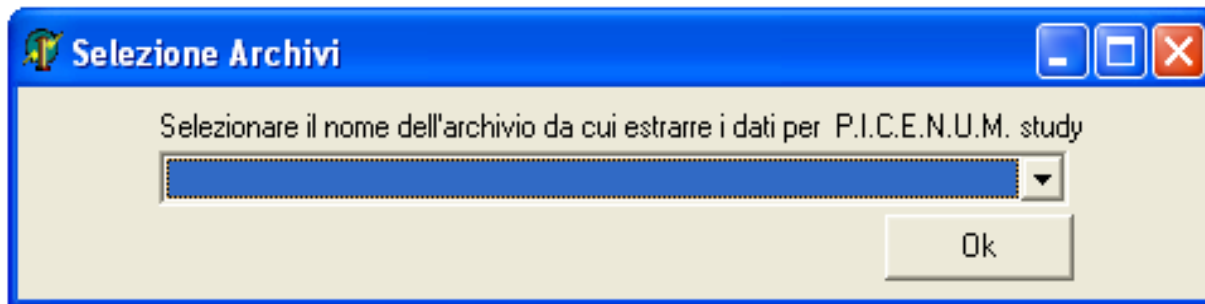 Selezione Archivi
Selezionare il nome dell'archivio da cui estrarre i dati per P.I.C.E.N.U.M. study
Ok